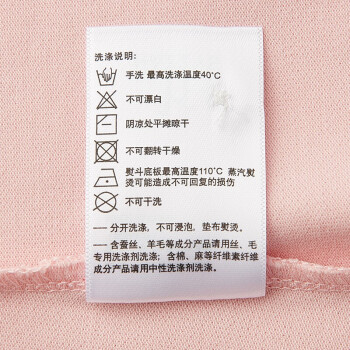 洗涤说明:
手洗 最高洗涤温度40℃
不可漂白
阴凉处平摊晾干
不可翻转干燥
熨斗底板最高温度110℃ 蒸汽熨
烫可能造成不可回复的损伤
不可干洗
— 分开洗涤，不可浸泡，垫布熨烫。
— 含蚕丝、羊毛等成分产品请用丝、毛
专用洗涤剂洗涤；含棉、麻等纤维素纤维
成分产品请用中性洗涤剂洗涤。